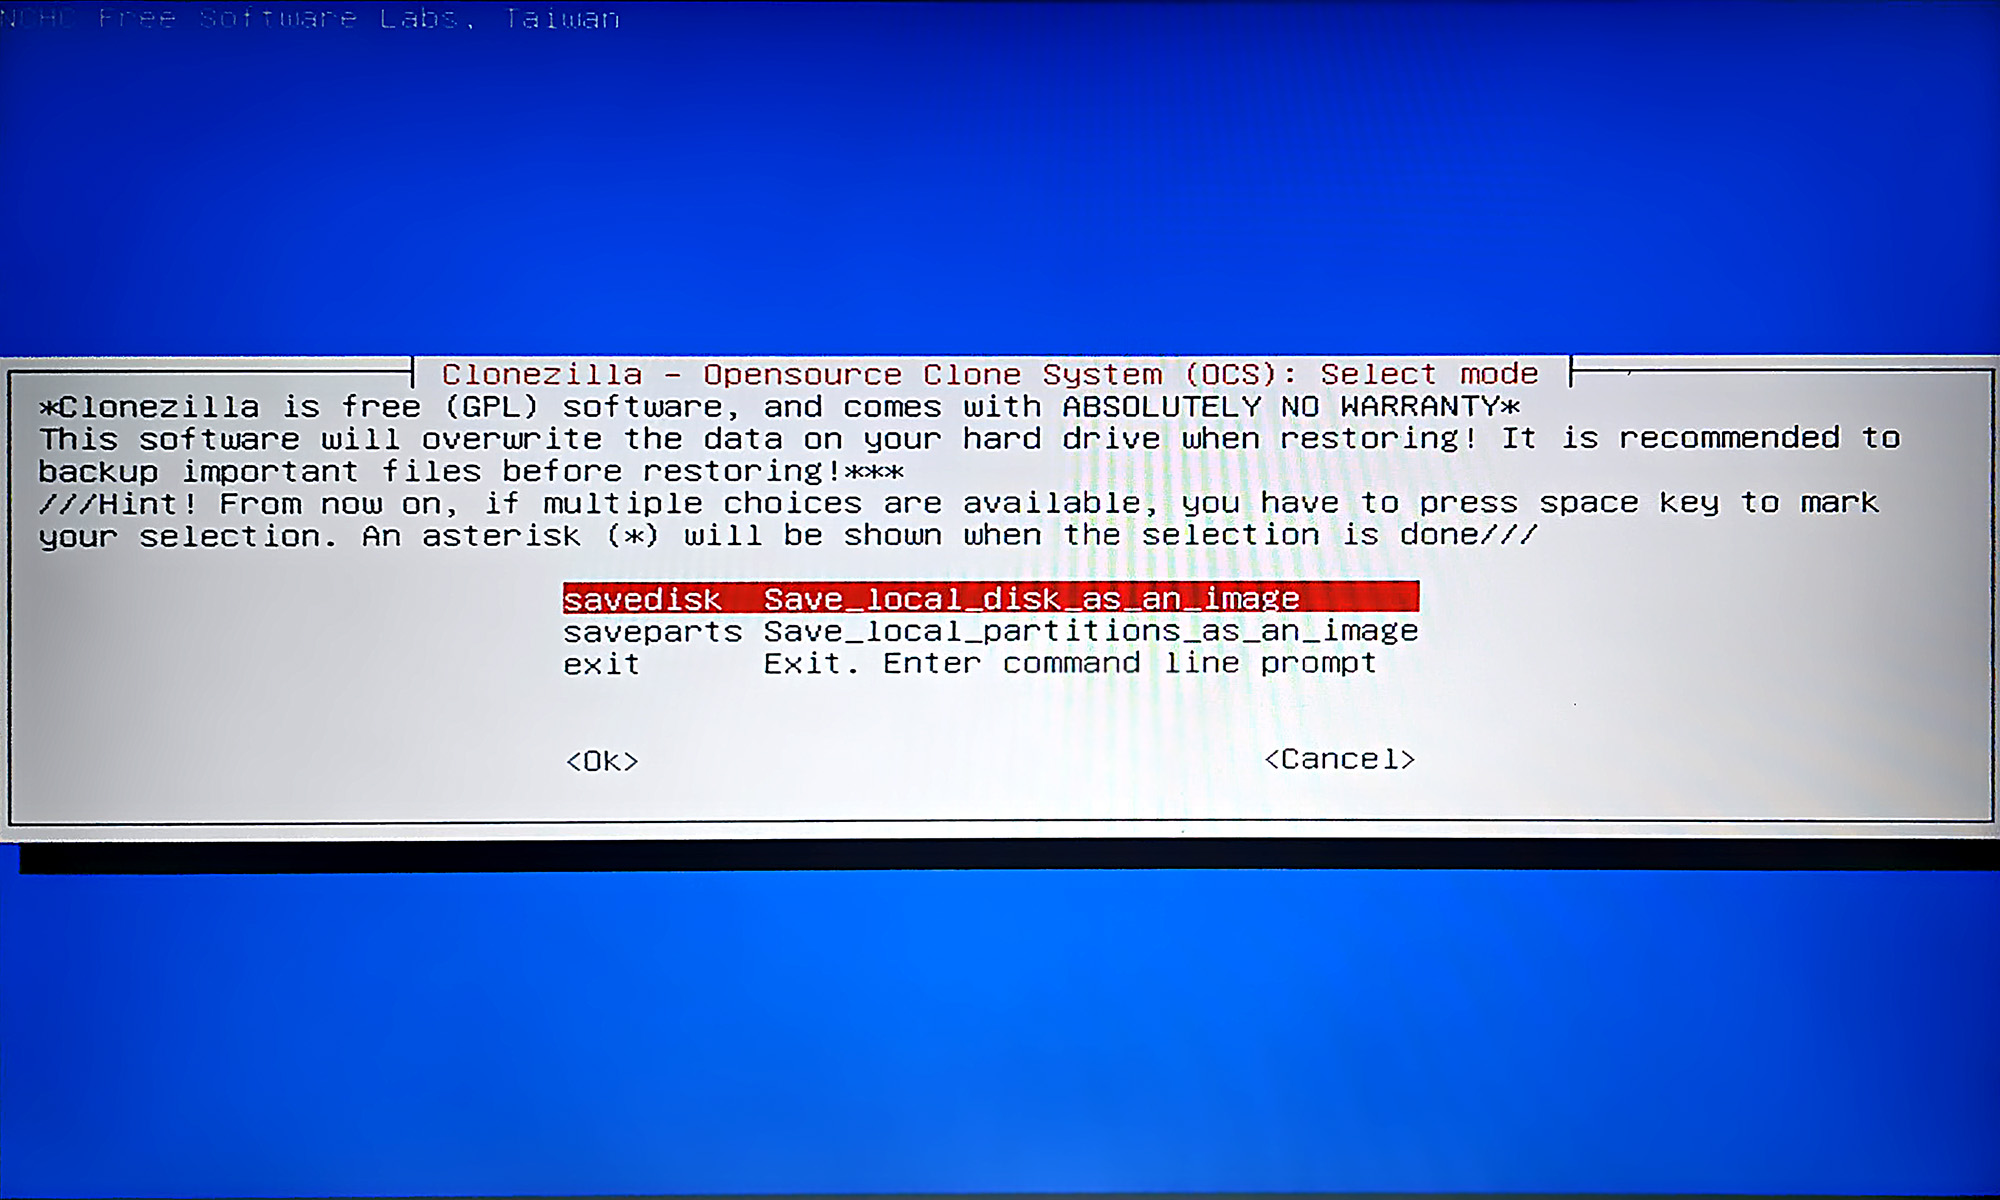 NCHC Free Software Labs, Taiwan
Clonezilla - Opensource Clone System (OCS): Select mode
*Clonezilla is free (GPL) software, and comes with ABSOLUTELY NO WARRANTY*
This software will overwrite the data on your hard drive when restoring! It is recommended to
backup important files before restoring!***
///Hint! From now on, if multiple choices are available, you have to press space key to mark
your selection. An asterisk (*) will be shown when the selection is done///
savedisk Save_local_disk_as_an_image
saveparts Save_local_partitions_as_an_image
exit Exit. Enter command line prompt
<Ok> <Cancel>